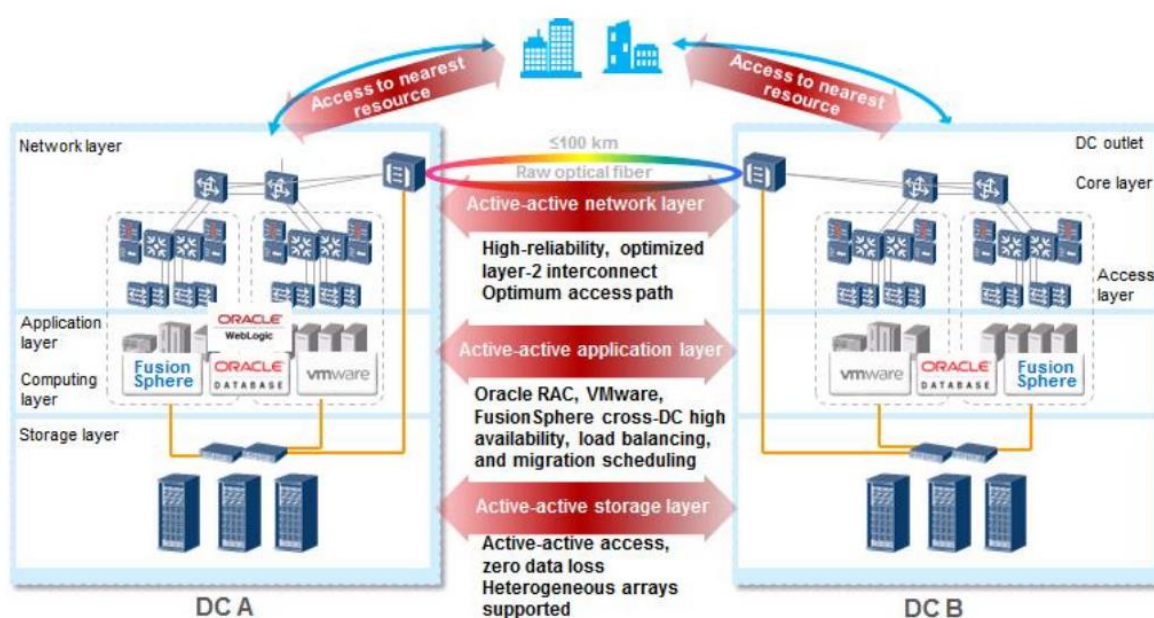 Access to nearest
resource
Access to nearest
resource
Network layer
≤100 km
Raw optical fiber
DC outlet
Core layer
Active-active network layer
High-reliability, optimized
layer-2 interconnect
Optimum access path
Access
layer
Application
layer
ORACLE
WebLogic
Active-active application layer
Computing
layer
Fusion
Sphere
ORACLE
DATABASE
vmware
vmware
ORACLE
DATABASE
Fusion
Sphere
Oracle RAC, VMware,
FusionSphere cross-DC high
availability, load balancing,
and migration scheduling
Storage layer
Active-active storage layer
Active-active access,
zero data loss
Heterogeneous arrays
supported
DC A
DC B